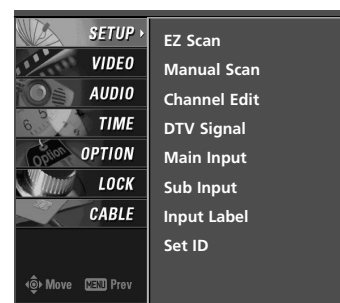 SETUP
VIDEO
AUDIO
TIME
OPTION
LOCK
CABLE
Move MENU Prev
EZ Scan
Manual Scan
Channel Edit
DTV Signal
Main Input
Sub Input
Input Label
Set ID